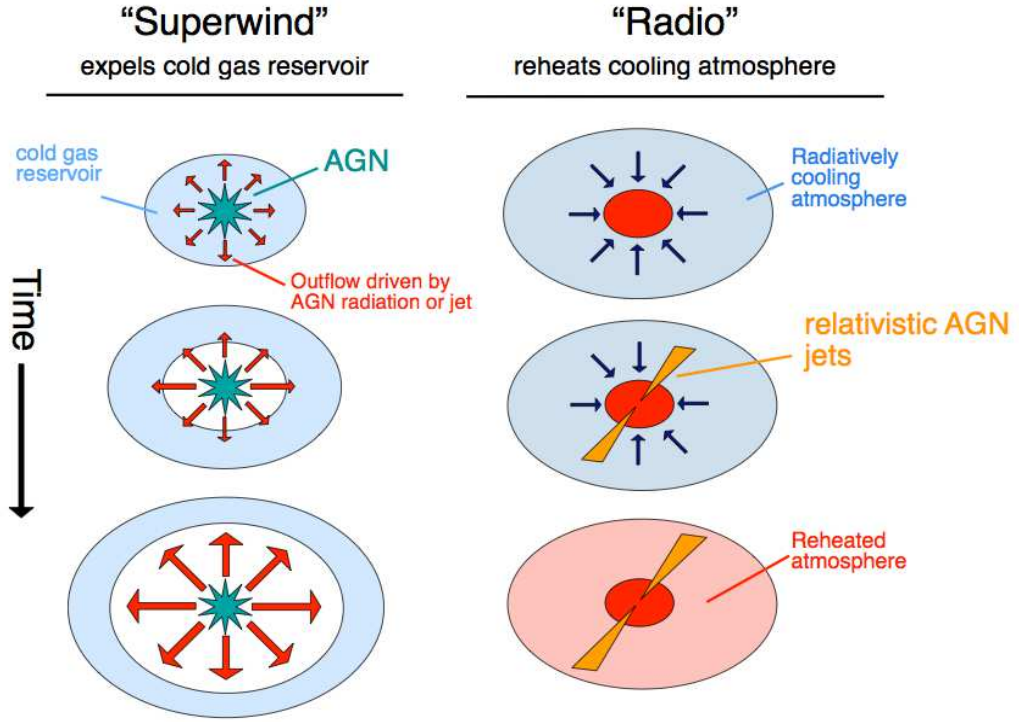 “Superwind”
expels cold gas reservoir
“Radio”
reheats cooling atmosphere
cold gas
reservoir
AGN
Outflow driven by
AGN radiation or jet
Radiatively
cooling
atmosphere
Time
relativistic AGN
jets
Reheated
atmosphere